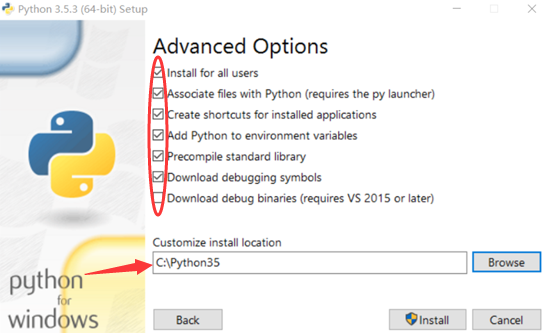 Python 3.5.3 (64-bit) Setup
Advanced Options
Install for all users
Associate files with Python (requires the py launcher)
Create shortcuts for installed applications
Add Python to environment variables
Precompile standard library
Download debugging symbols
Download debug binaries (requires VS 2015 or later)
Customize install location
C:\Python35
Browse
python
for
windows
Back
Install
Cancel